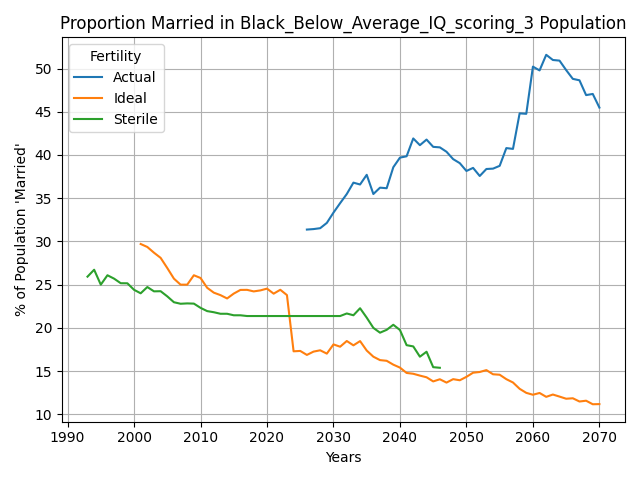 Proportion Married in Black_Below_Average_IQ_scoring_3 Population
% of Population 'Married'
Fertility
Actual
Ideal
Sterile
50
45
40
35
30
25
20
15
10
1990 2000 2010 2020 2030 2040 2050 2060 2070
Years